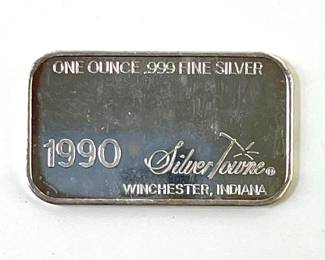 ONE OUNCE .999 FINE SILVER
1990 SilverTowne ®
WINCHESTER, INDIANA